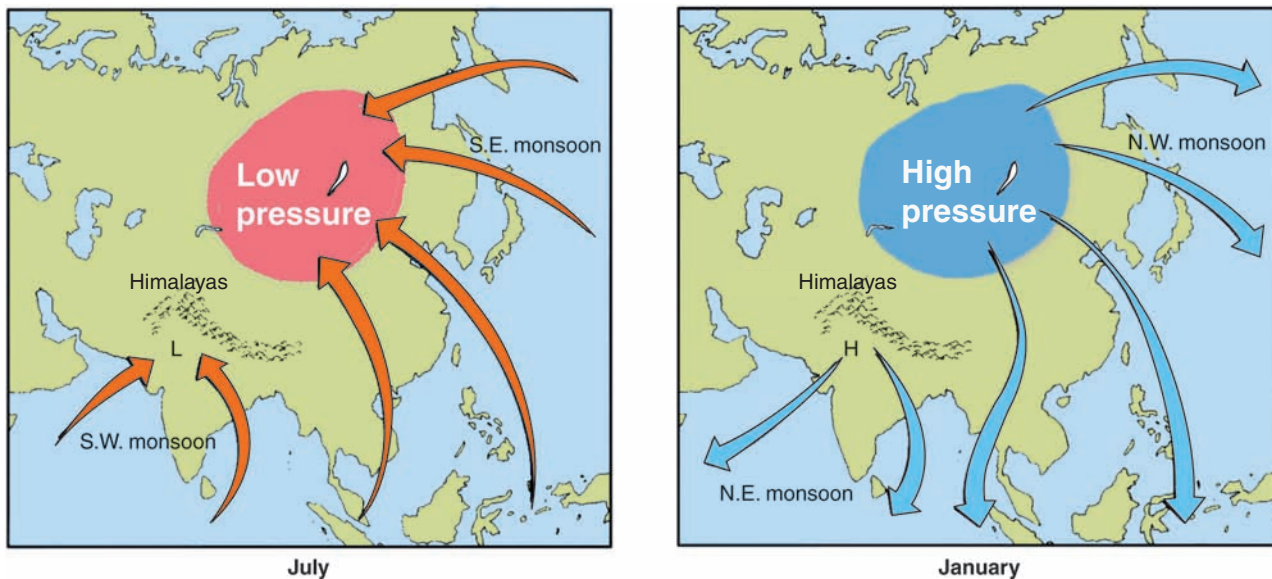 S.E. monsoon
Low
pressure
Himalayas
L
S.W. monsoon
July
N.W. monsoon
High
pressure
Himalayas
H
N.E. monsoon
January